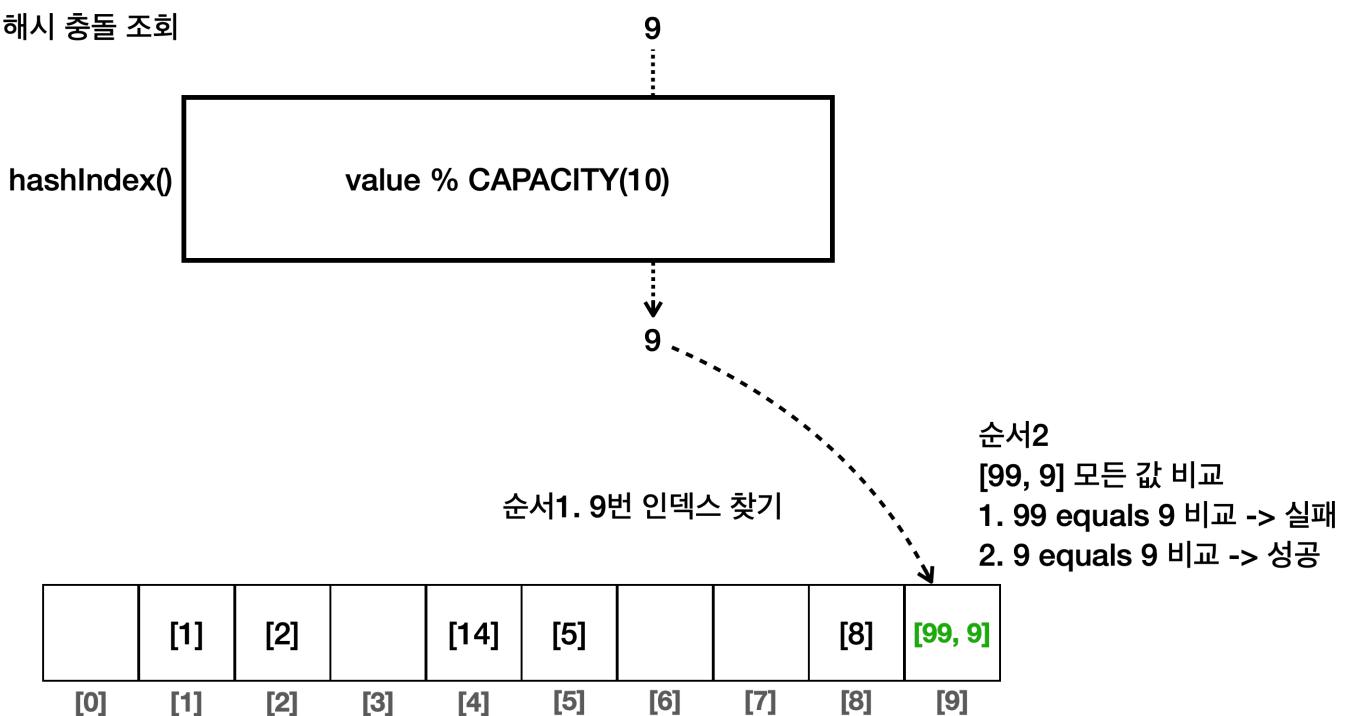 해시 충돌 조회
9
hashIndex()
value % CAPACITY(10)
9
순서2
[99, 9] 모든 값 비교
1. 99 equals 9 비교 -> 실패
2. 9 equals 9 비교 -> 성공
순서1. 9번 인덱스 찾기
[1] [2] [14] [5] [8] [99, 9]
[0] [1] [2] [3] [4] [5] [6] [7] [8] [9]